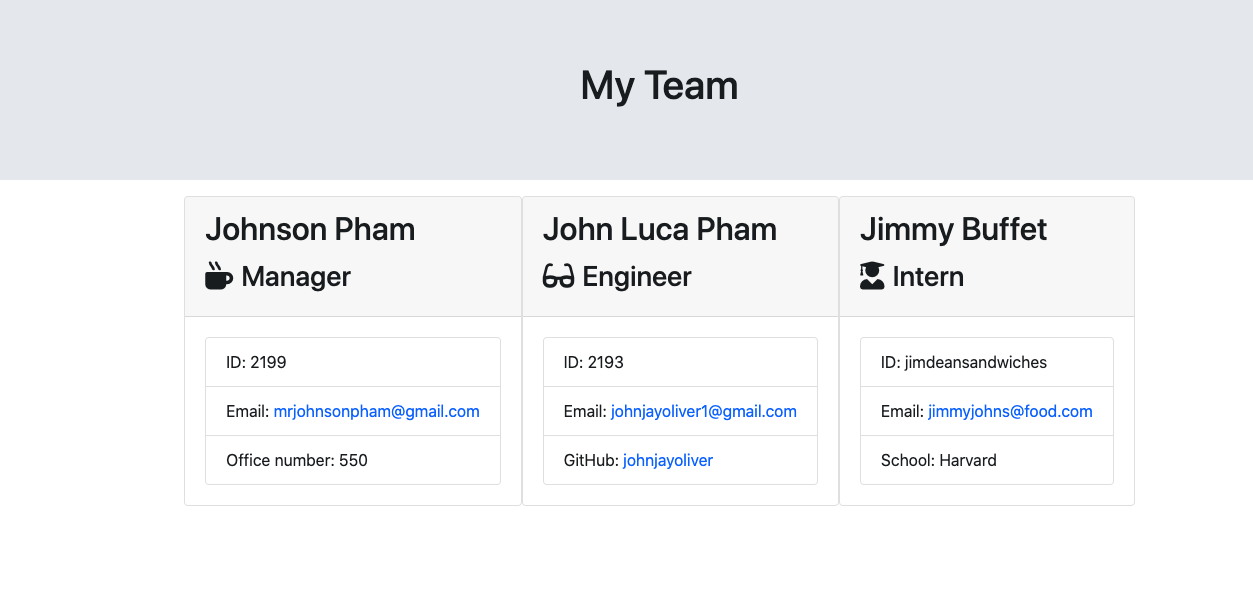 My Team
Johnson Pham
Manager
ID: 2199
Email: mrjohnsonpham@gmail.com
Office number: 550
John Luca Pham
Engineer
ID: 2193
Email: johnjayoliver1@gmail.com
GitHub: johnjayoliver
Jimmy Buffet
Intern
ID: jimdeansandwiches
Email: jimmyjohns@food.com
School: Harvard